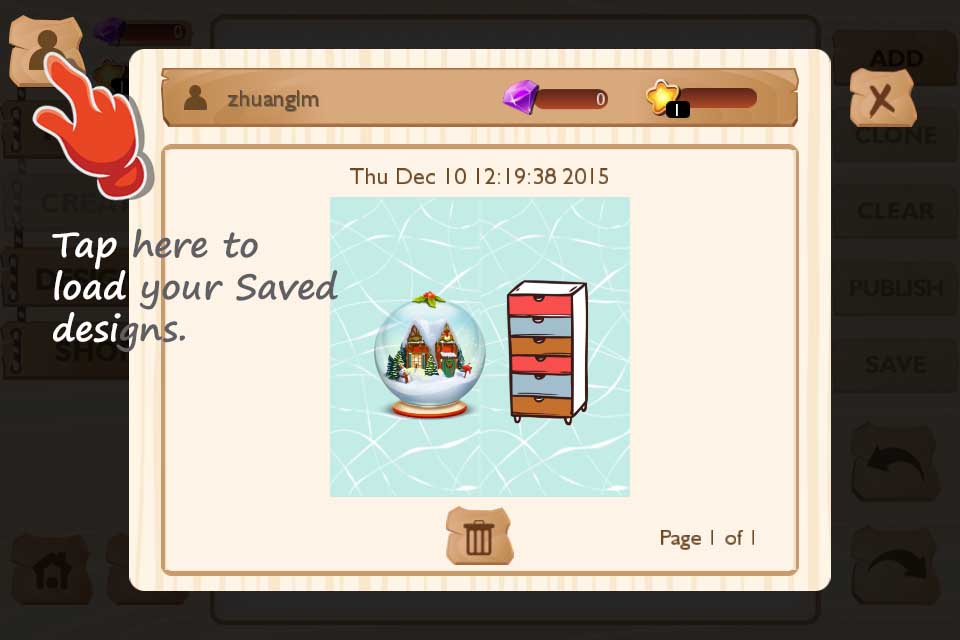 0
zhuanglm
0
1
ADD
CLONE
Thu Dec 10 12:19:38 2015
CLEAR
Tap here to
load your Saved
designs.
PUBLISH
SAVE
Page 1 of 1